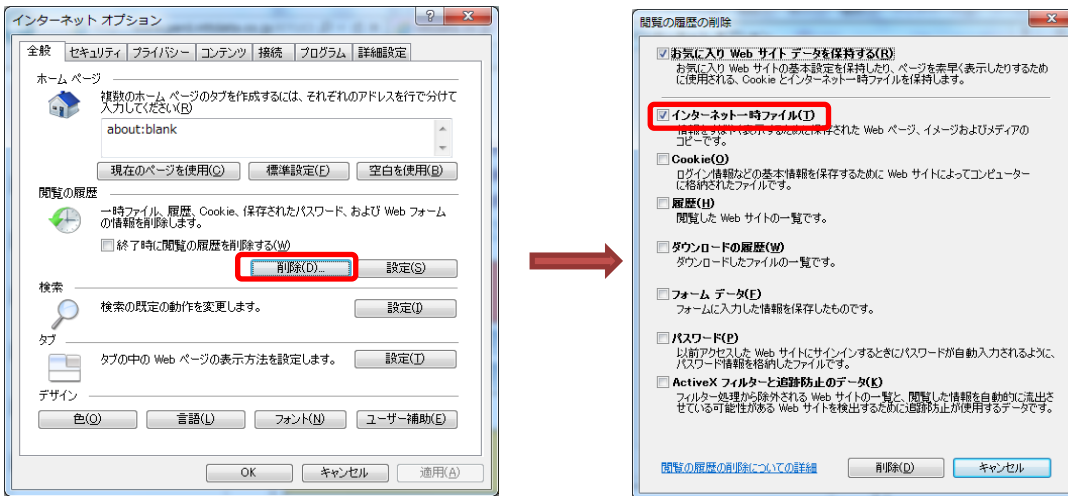 インターネット オプション
全般 セキュリティ プライバシー コンテンツ 接続 プログラム 詳細設定
ホーム ページ
複数のホーム ページのタブを作成するには、それぞれのアドレスを行で分けて
入力してください(R)
about:blank
現在のページを使用(C) 標準設定(F) 空白を使用(B)
閲覧の履歴
一時ファイル、履歴、Cookie、保存されたパスワード、および Web フォーム
の情報を削除します。
終了時に閲覧の履歴を削除する(W)
削除(D)... 設定(S)
検索
検索の既定の動作を変更します。 設定(I)
タブ
タブの中の Web ページの表示方法を設定します。 設定(T)
デザイン
色(O) 言語(L) フォント(N) ユーザー補助(E)
OK キャンセル 適用(A)
閲覧の履歴の削除
お気に入り Web サイト データを保持する(R)
お気に入り Web サイトの基本設定を保持したり、ページを素早く表示したりするため
に使用される、Cookie とインターネット一時ファイルを保持します。
インターネット一時ファイル(T)
情報をすばやく表示するために保存された Web ページ、イメージおよびメディアの
コピーです。
Cookie(O)
ログイン情報などの基本情報を保存するために Web サイトによってコンピューター
に格納されたファイルです。
履歴(H)
閲覧した Web サイトの一覧です。
ダウンロードの履歴(W)
ダウンロードしたファイルの一覧です。
フォーム データ(F)
フォームに入力した情報を保存したものです。
パスワード(P)
以前アクセスした Web サイトにサインインするときにパスワードが自動入力されるように、
パスワード情報を格納したファイルです。
ActiveX フィルターと追跡防止のデータ(K)
フィルター処理から除外される Web サイトの一覧と、閲覧した情報を自動的に流出さ
せている可能性がある Web サイトを検出するために追跡防止が使用するデータです。
閲覧の履歴の削除についての詳細 削除(D) キャンセル